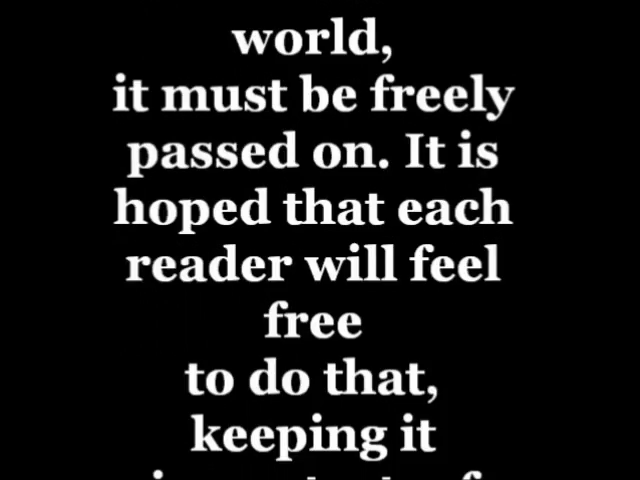 world,
it must be freely
passed on. It is
hoped that each
reader will feel
free
to do that,
keeping it